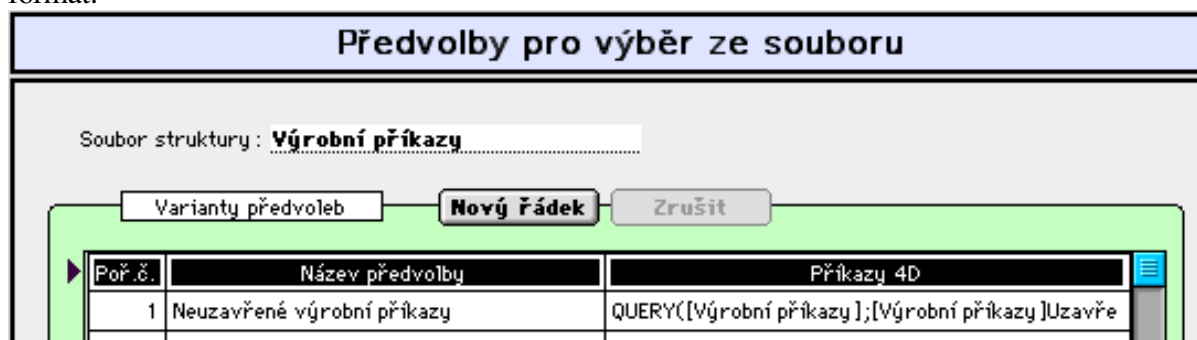 Předvolby pro výběr ze souboru
Soubor struktury : Výrobní příkazy
Varianty předvoleb Nový řádek Zrušit
Poř.č. Název předvolby Příkazy 4D
1 Neuzavřené výrobní příkazy QUERY([Výrobní příkazy];[Výrobní příkazy]Uzavře